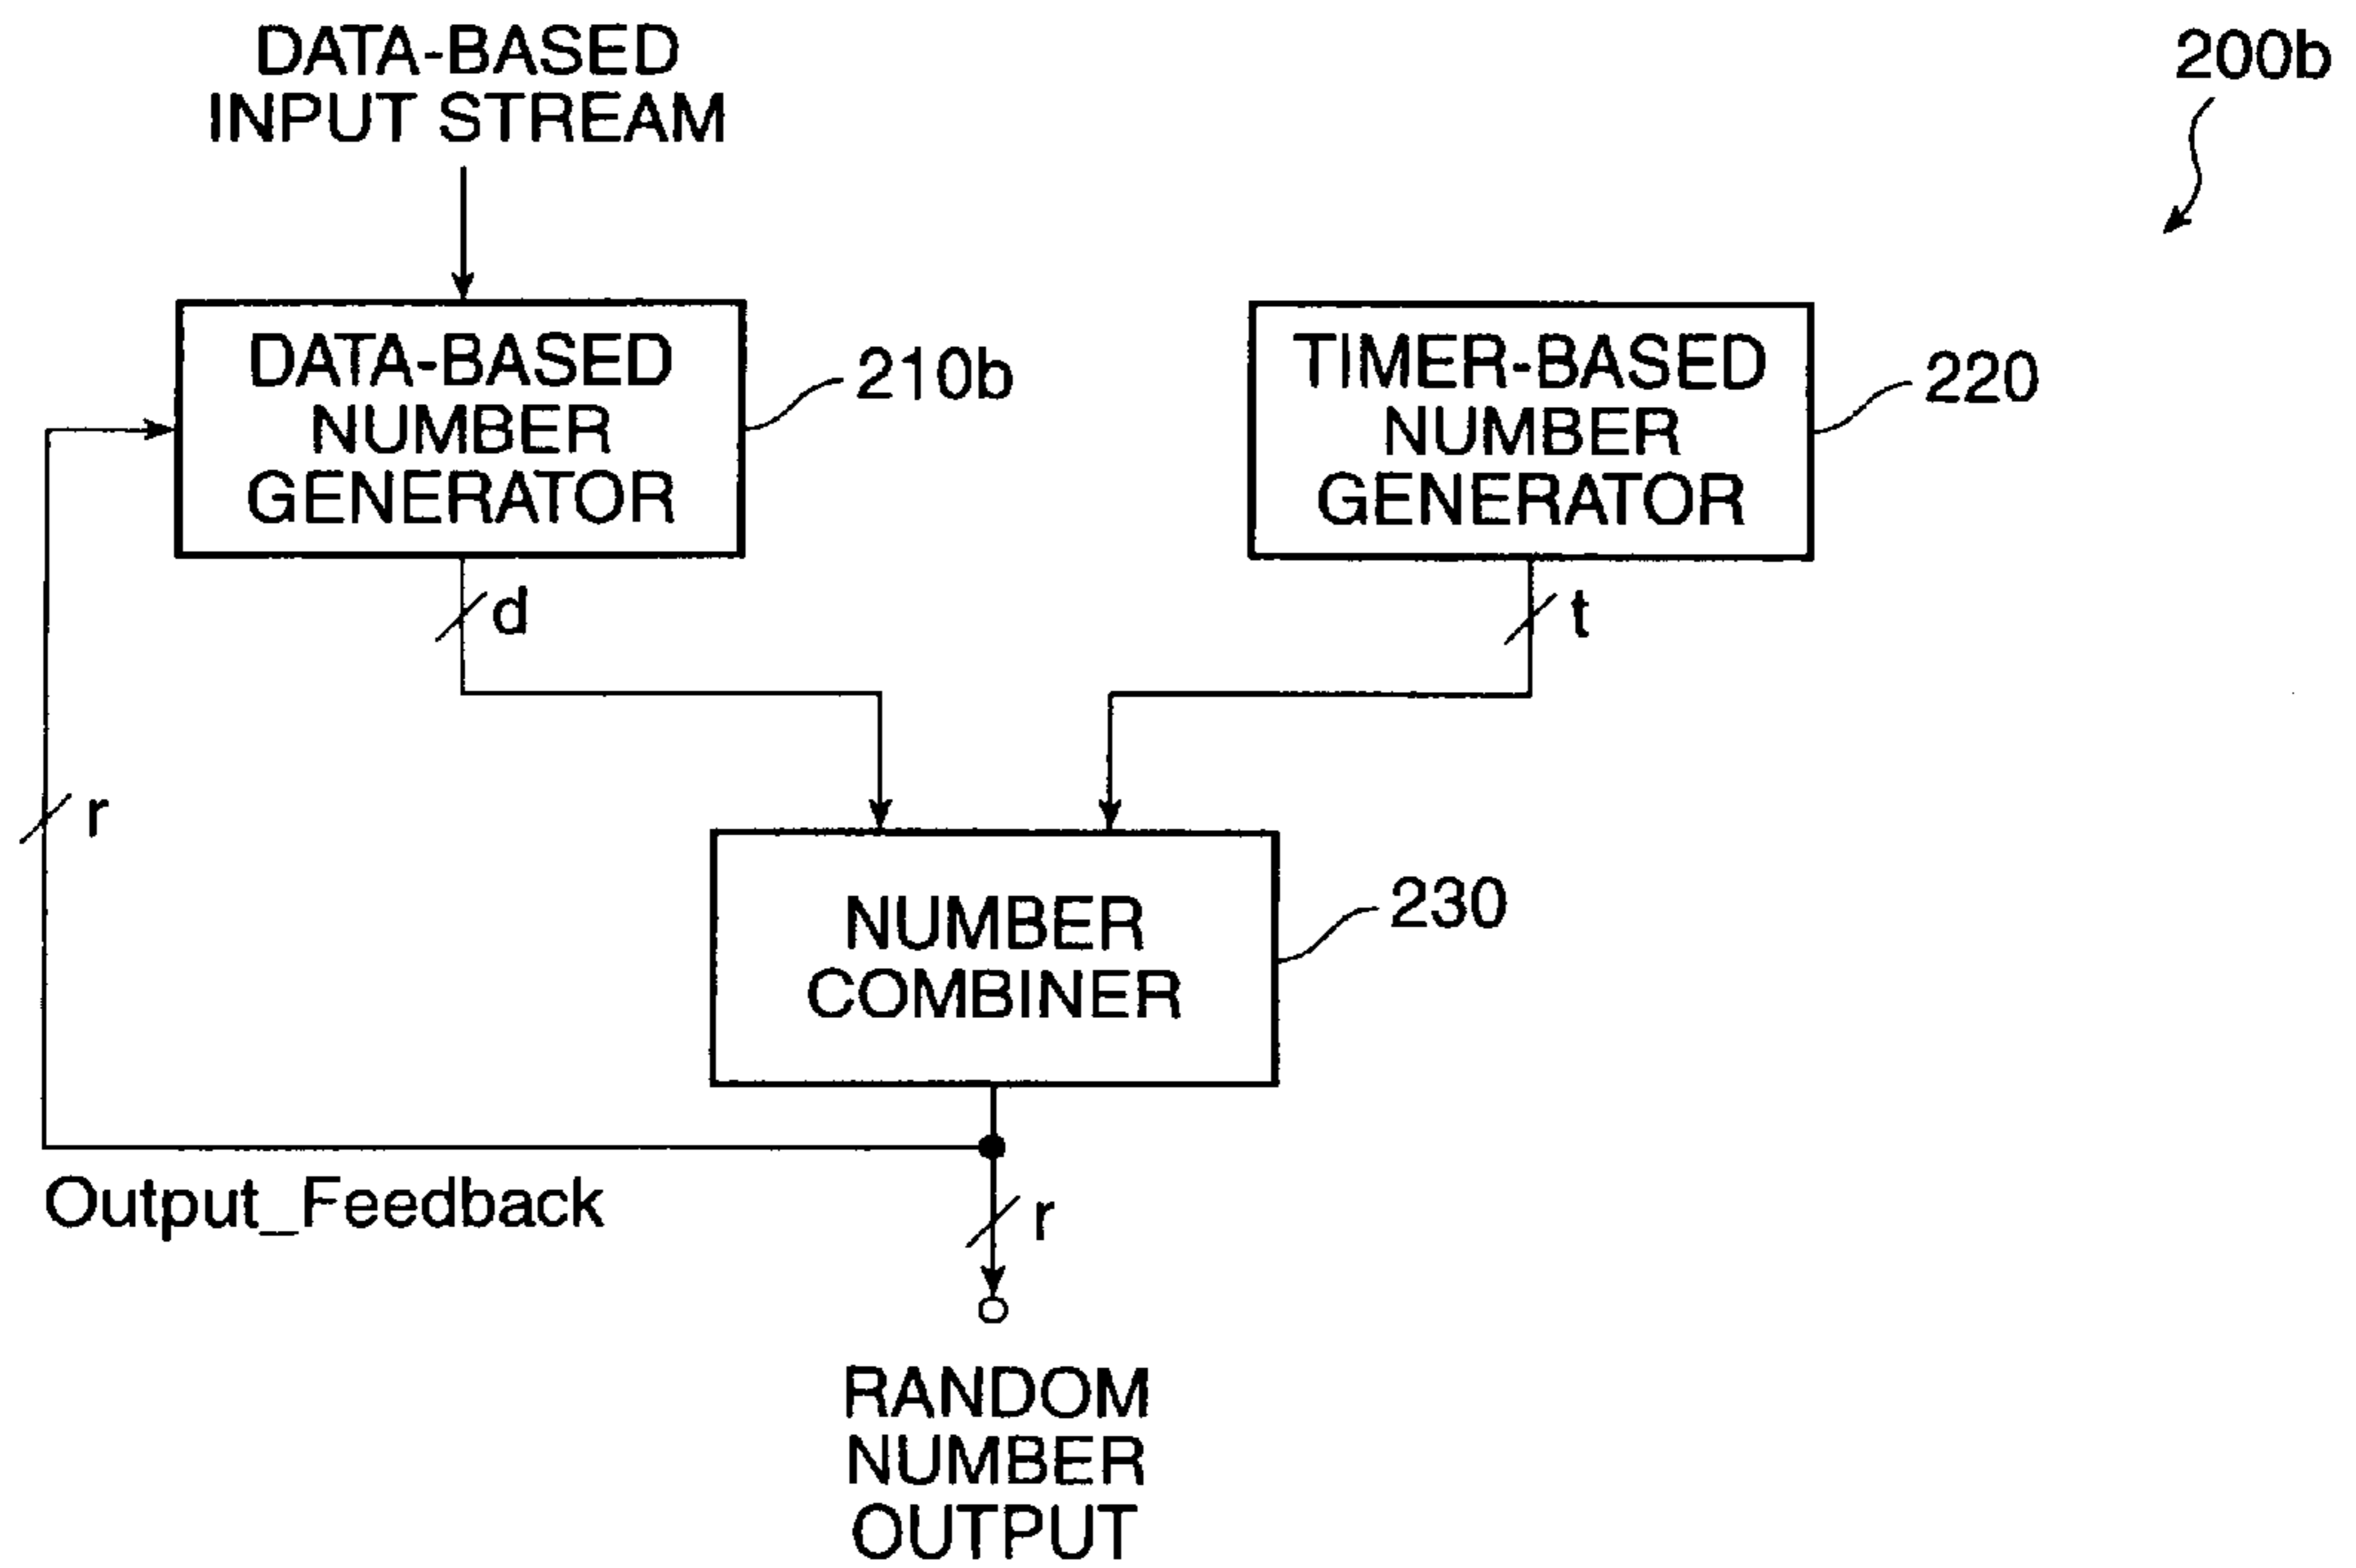 DATA-BASED
INPUT STREAM
200b
DATA-BASED
NUMBER
GENERATOR
210b
TIMER-BASED
NUMBER
GENERATOR
220
d
t
r
NUMBER
COMBINER
230
Output_Feedback
r
RANDOM
NUMBER
OUTPUT